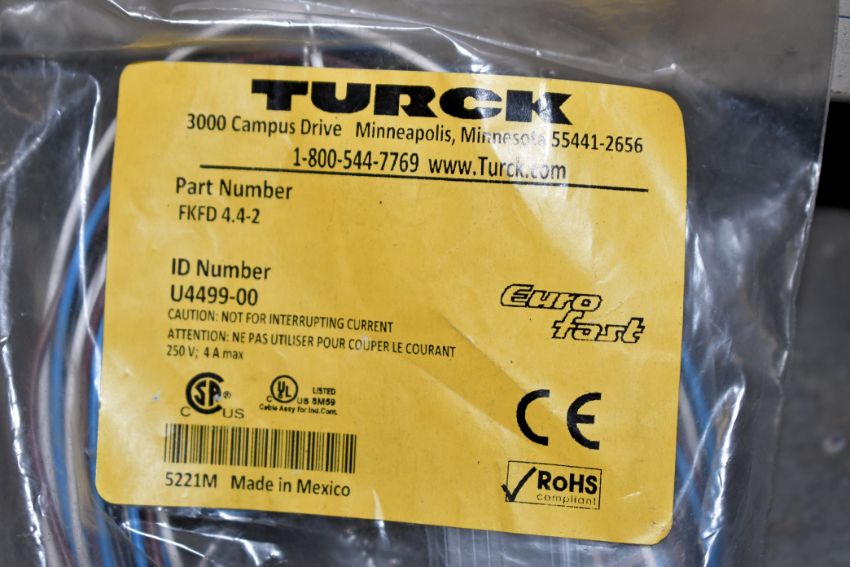 TURCK
3000 Campus Drive Minneapolis, Minnesota 55441-2656
1-800-544-7769 www.Turck.com
Part Number
FKFD 4.4-2
ID Number
U4499-00
CAUTION: NOT FOR INTERRUPTING CURRENT
ATTENTION: NE PAS UTILISER POUR COUPER LE COURANT
250 V; 4 A max
Euro
fast
SP®
C US
UL
LISTED
C US 8M59
Cable Assy for Ind. Cont.
CE
5221M Made in Mexico
RoHS
compliant